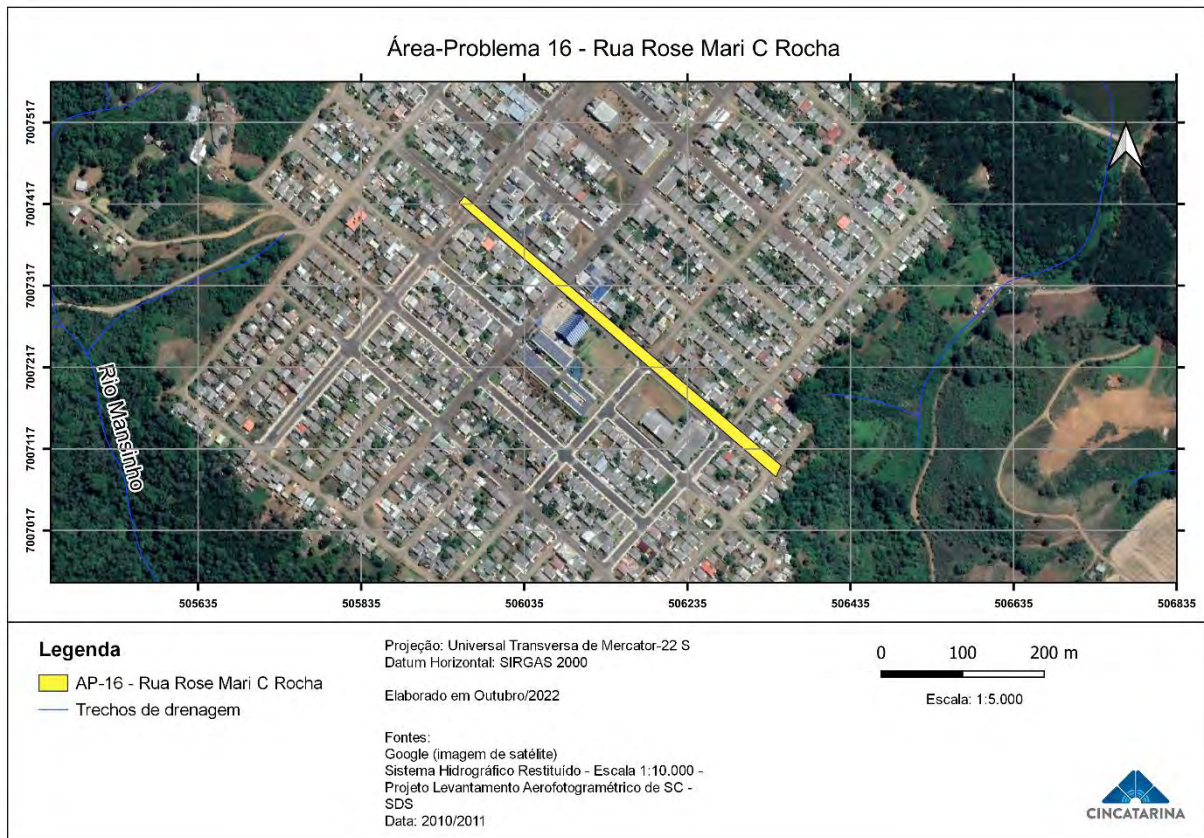 Área-Problema 16 - Rua Rose Mari C Rocha
7007517
7007417
7007317
7007217
7007117
7007017
Rio Mansinho
505635
505835
506035
506235
506435
506635
506835
Legenda
AP-16 - Rua Rose Mari C Rocha
Trechos de drenagem
Projeção: Universal Transversa de Mercator-22 S
Datum Horizontal: SIRGAS 2000
Elaborado em Outubro/2022
Fontes:
Google (imagem de satélite)
Sistema Hidrográfico Restituído - Escala 1:10.000 -
Projeto Levantamento Aerofotogramétrico de SC -
SDS
Data: 2010/2011
0 100 200 m
Escala: 1:5.000
CINCATARINA